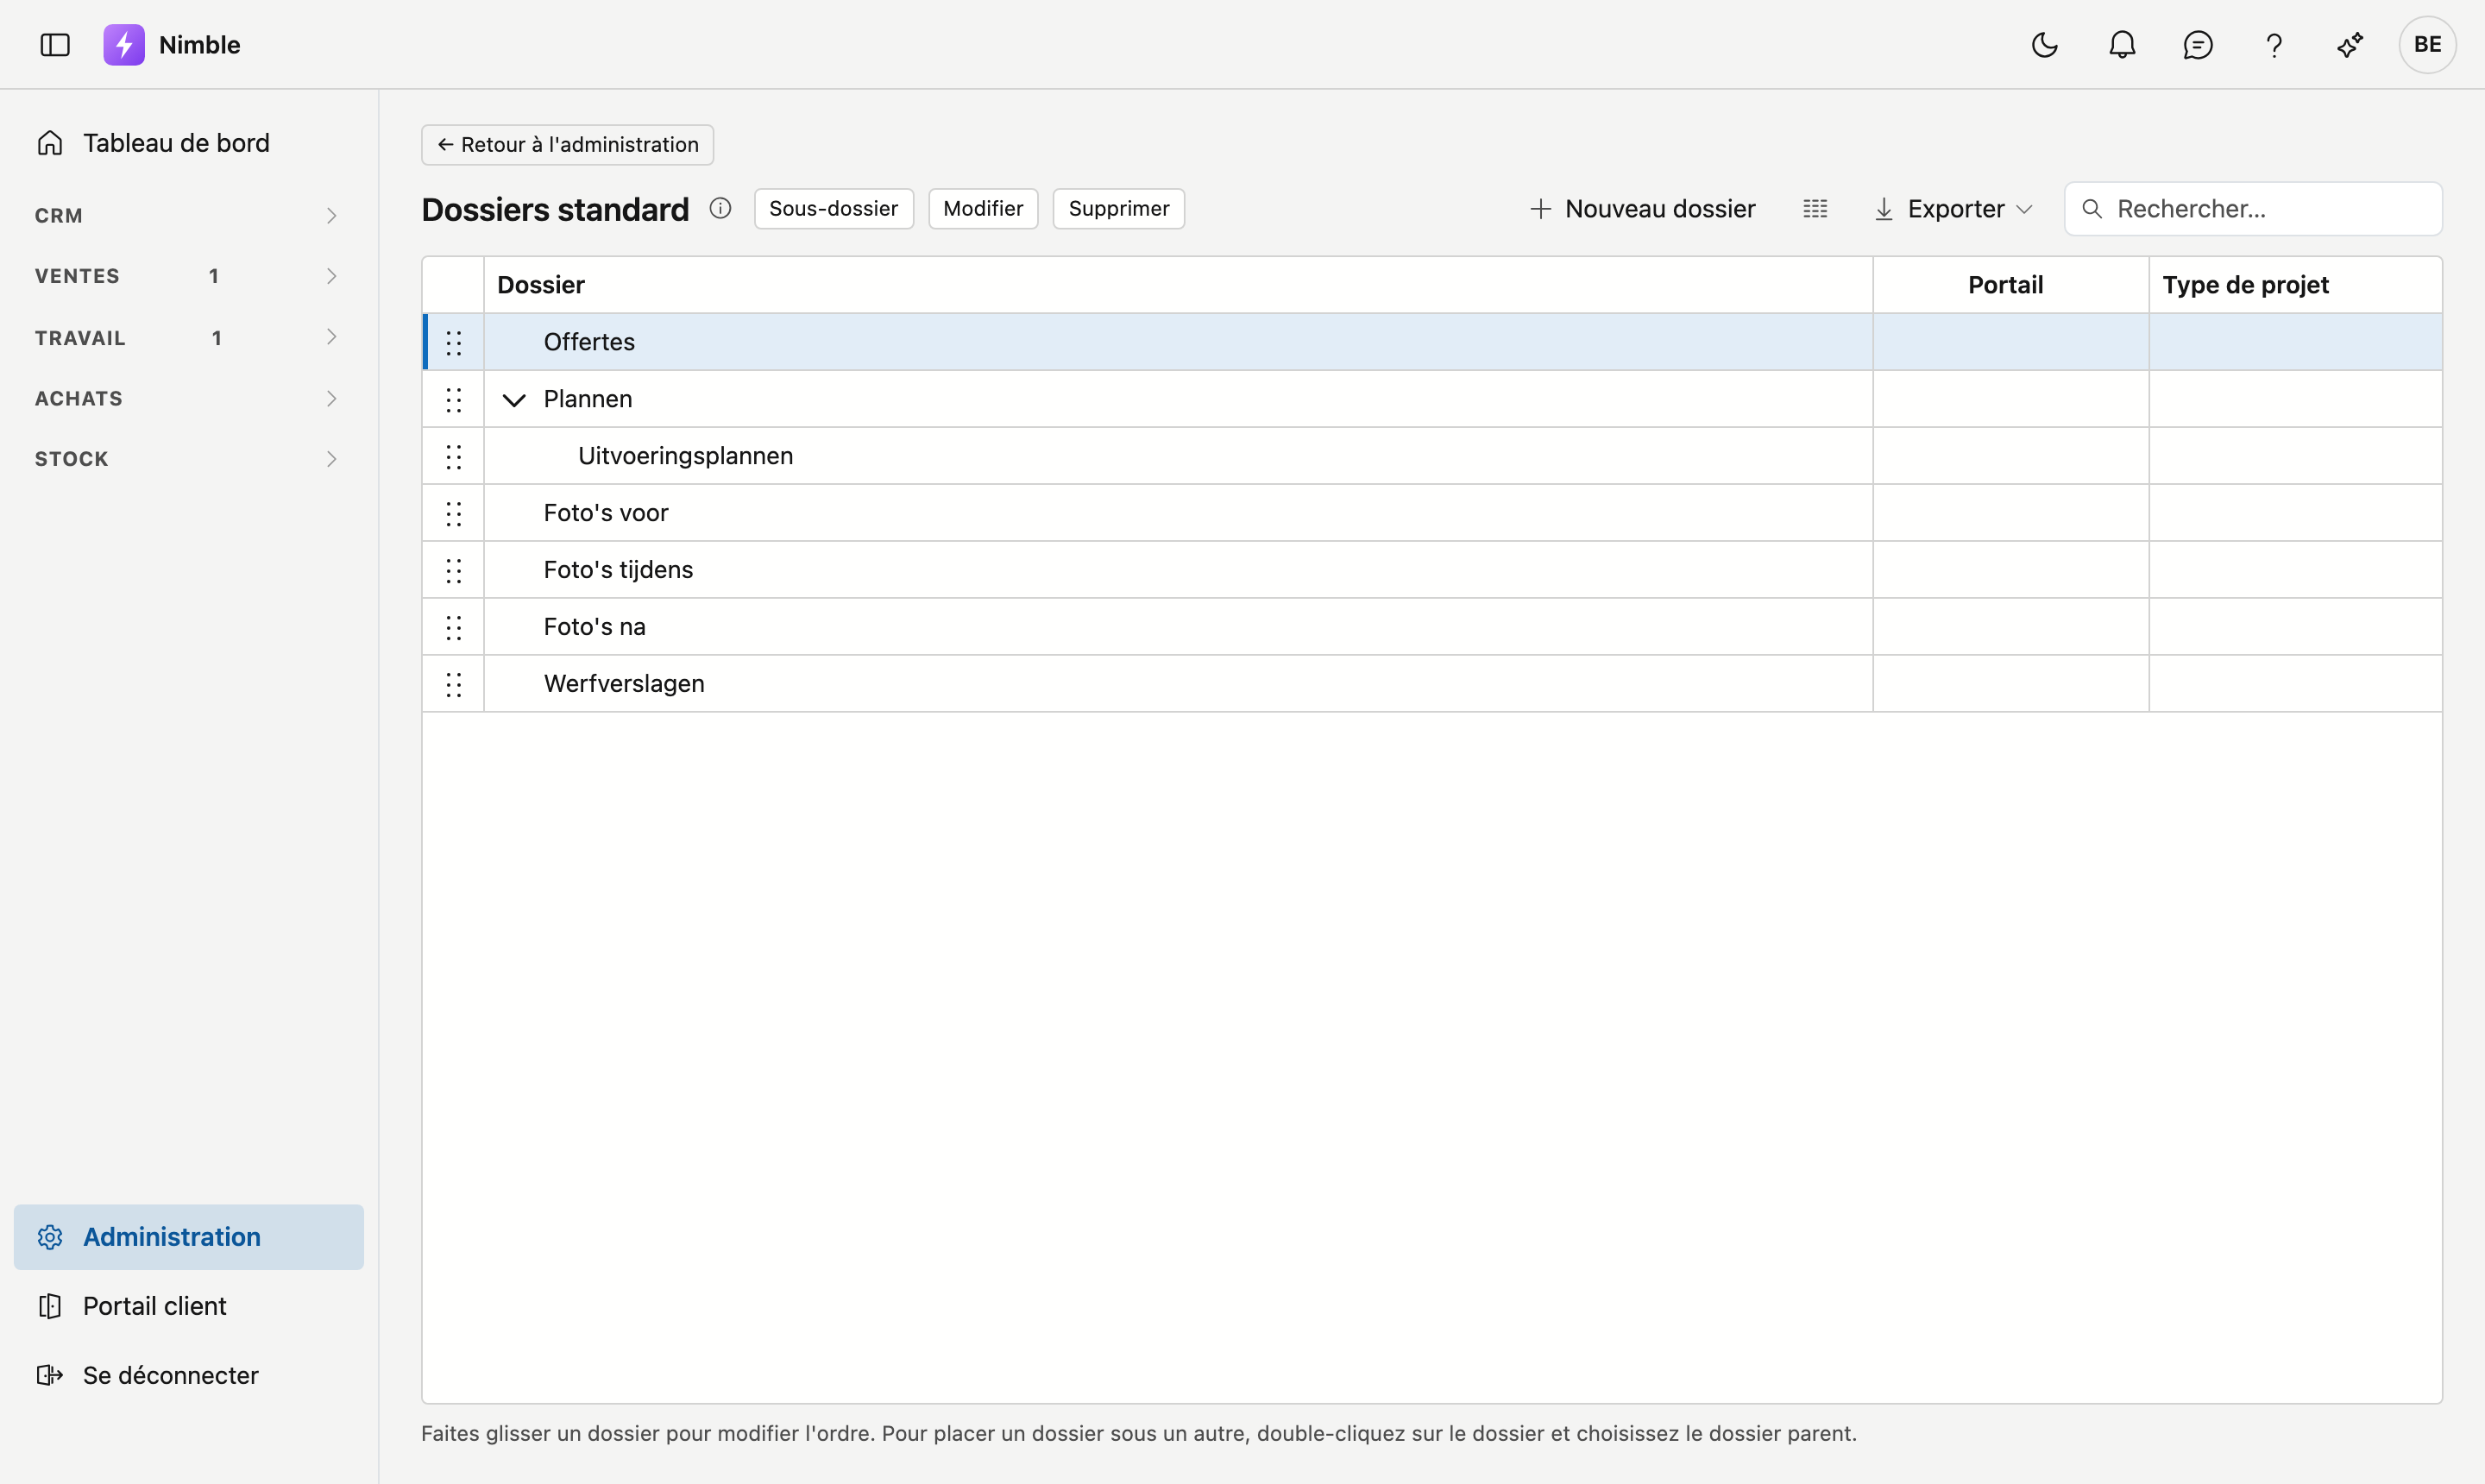 Nimble
BE
Tableau de bord
CRM
VENTES 1
TRAVAIL 1
ACHATS
STOCK
Administration
Portail client
Se déconnecter
← Retour à l'administration
Dossiers standard Sous-dossier Modifier Supprimer Nouveau dossier Exporter Rechercher...
Dossier Portail Type de projet
Offertes
Plannen
Uitvoeringsplannen
Foto's voor
Foto's tijdens
Foto's na
Werfverslagen
Faites glisser un dossier pour modifier l'ordre. Pour placer un dossier sous un autre, double-cliquez sur le dossier et choisissez le dossier parent.